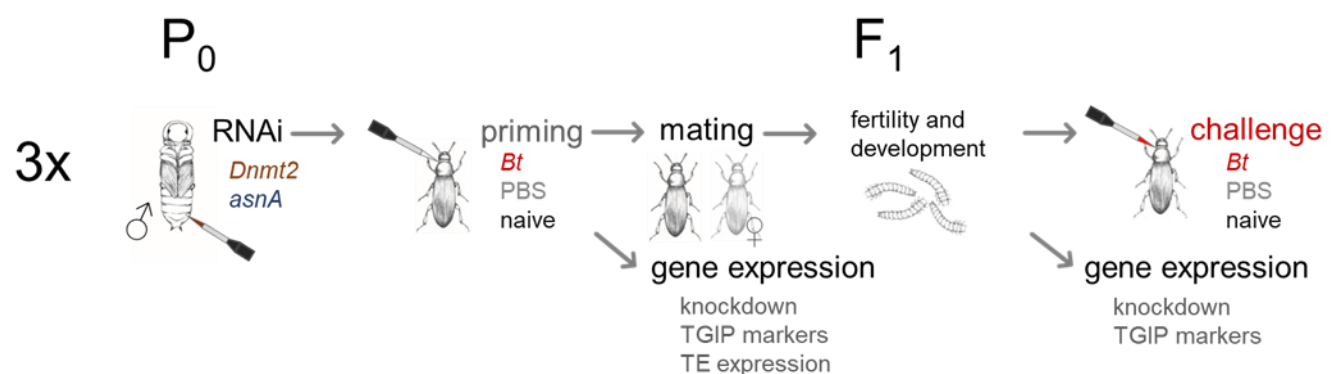 P0
F1
3x
RNAi
Dnmt2
asnA
♂
priming
Bt
PBS
naive
mating
♀
gene expression
knockdown
TGIP markers
TE expression
fertility and
development
challenge
Bt
PBS
naive
gene expression
knockdown
TGIP markers